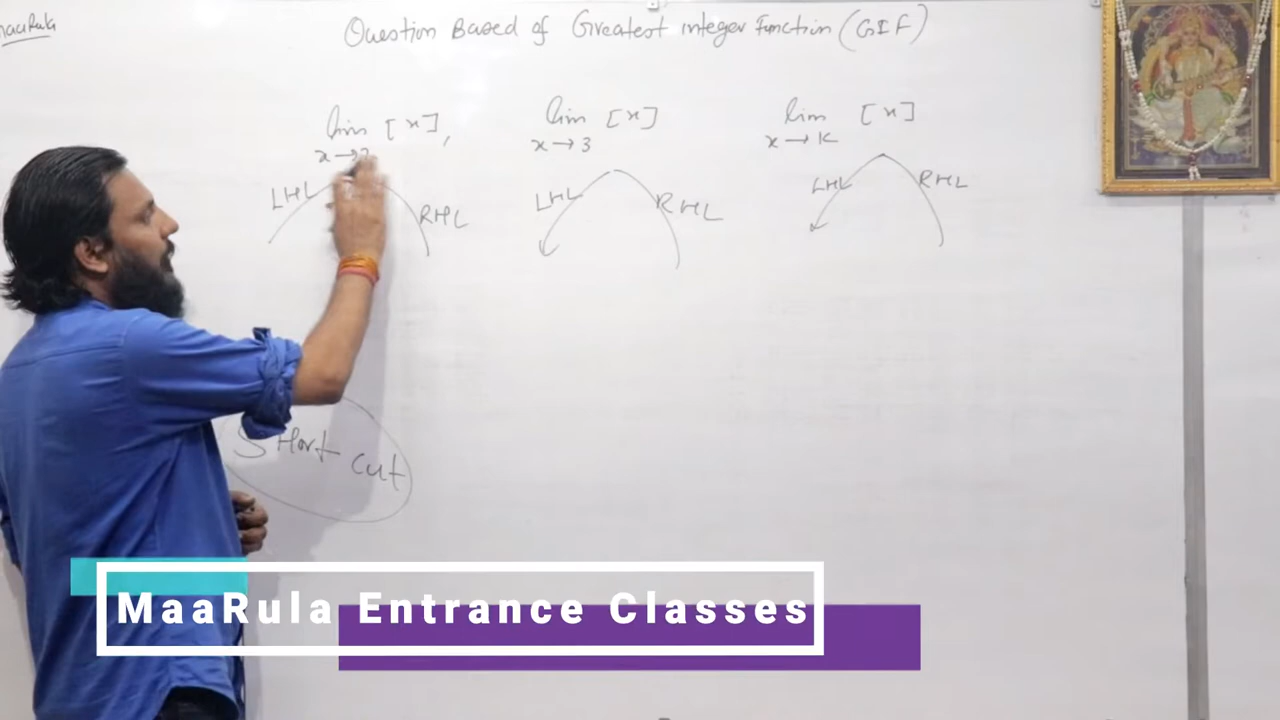 maaRula
Question Based of Greatest integer Function (GIF)
lim [x], lim [x] lim [x]
x→2 x→3 x→K
LHL RHL LHL RHL LHL RHL
SHort
cut
MaaRula Entrance Classes